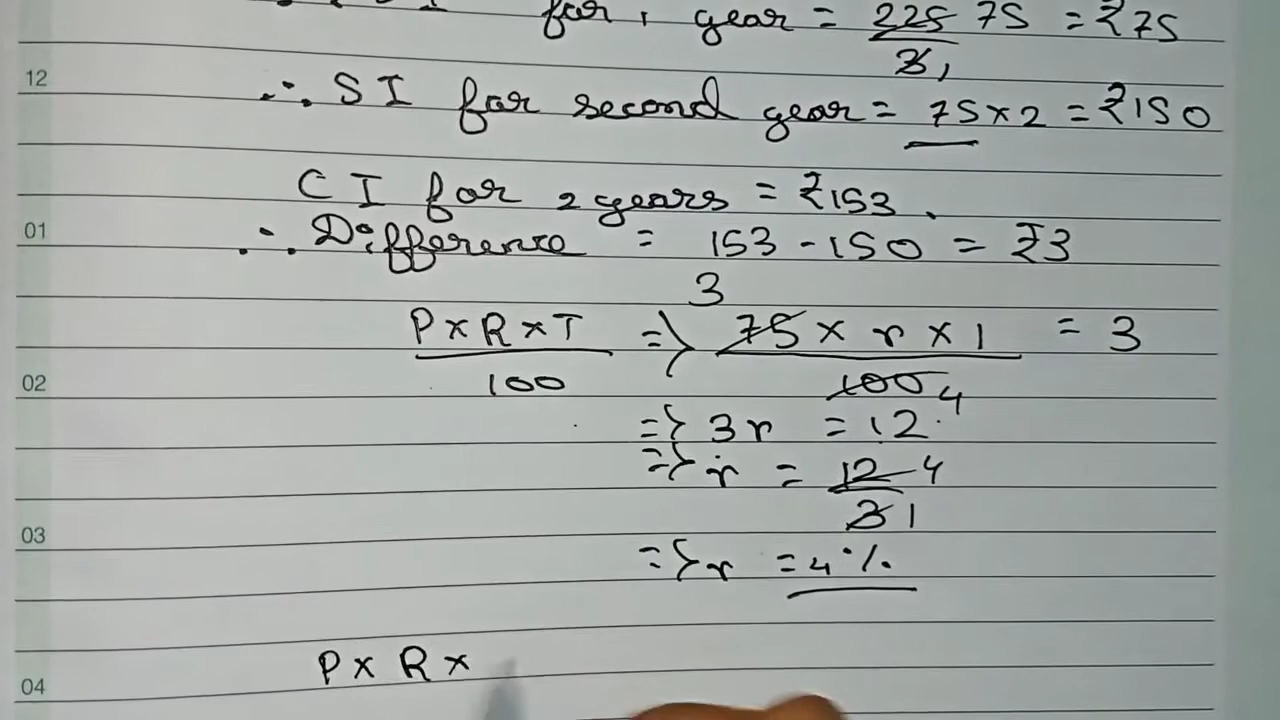 for 1 year = 225 75 = ₹75
3 1
12
∴ SI for second year = 75 × 2 = ₹150
CI for 2 years = ₹153.
01
∴ Difference = 153 - 150 = ₹3
3
P × R × T => 75 × r × 1 = 3
02
100 100 4
=> 3r = 12
=> r = 12 4
03
3 1
=> r = 4%
P × R ×
04